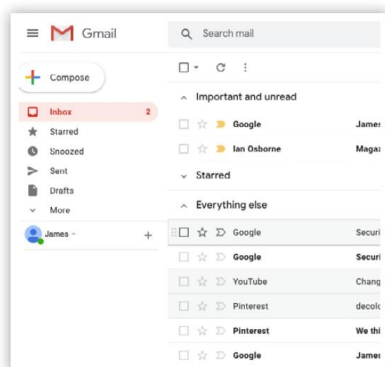 Gmail
Search mail
Compose
Inbox 2
Starred
Snoozed
Sent
Drafts
More
James
Important and unread
Google James
Ian Osborne Magaz
Starred
Everything else
Google Securi
Google Securi
YouTube Chang
Pinterest decolo
Pinterest We thi
Google James